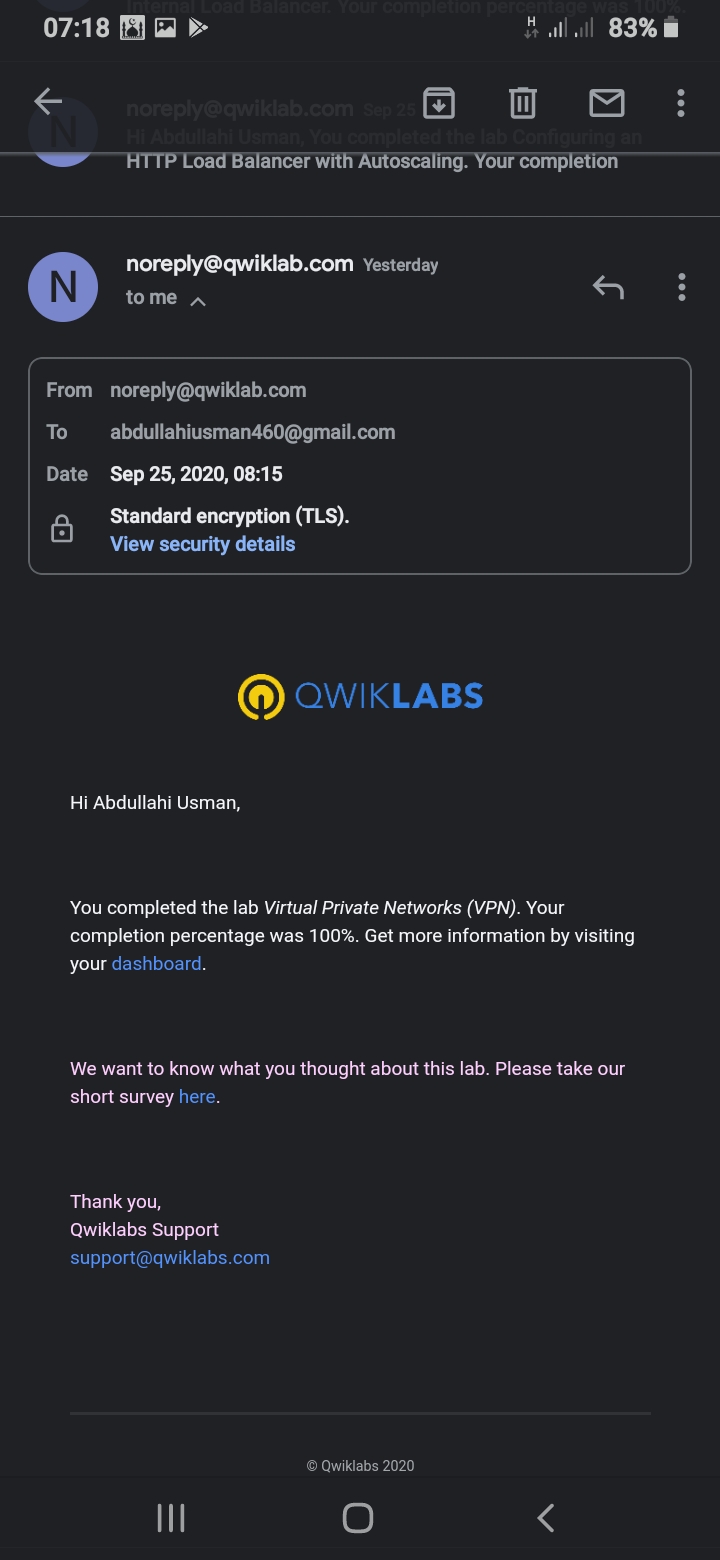 Internal Load Balancer. Your completion percentage was 100%.
07:18
H
83%
N
noreply@qwiklab.com Sep 25
Hi Abdullahi Usman, You completed the lab Configuring an
HTTP Load Balancer with Autoscaling. Your completion
N
noreply@qwiklab.com Yesterday
to me
From noreply@qwiklab.com
To abdullahiusman460@gmail.com
Date Sep 25, 2020, 08:15
Standard encryption (TLS).
View security details
QWIKLABS
Hi Abdullahi Usman,
You completed the lab Virtual Private Networks (VPN). Your
completion percentage was 100%. Get more information by visiting
your dashboard.
We want to know what you thought about this lab. Please take our
short survey here.
Thank you,
Qwiklabs Support
support@qwiklabs.com
© Qwiklabs 2020